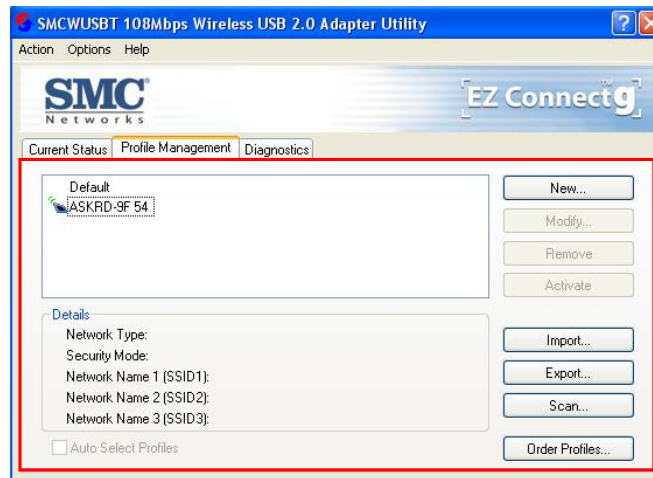 SMCWUSBT 108Mbps Wireless USB 2.0 Adapter Utility
Action Options Help
SMC®
Networks
EZ Connect™ g
Current Status Profile Management Diagnostics
Default
ASKRD-9F 54
New...
Modify...
Remove
Activate
Details
Network Type:
Security Mode:
Network Name 1 (SSID1):
Network Name 2 (SSID2):
Network Name 3 (SSID3):
Import...
Export...
Scan...
Auto Select Profiles
Order Profiles...